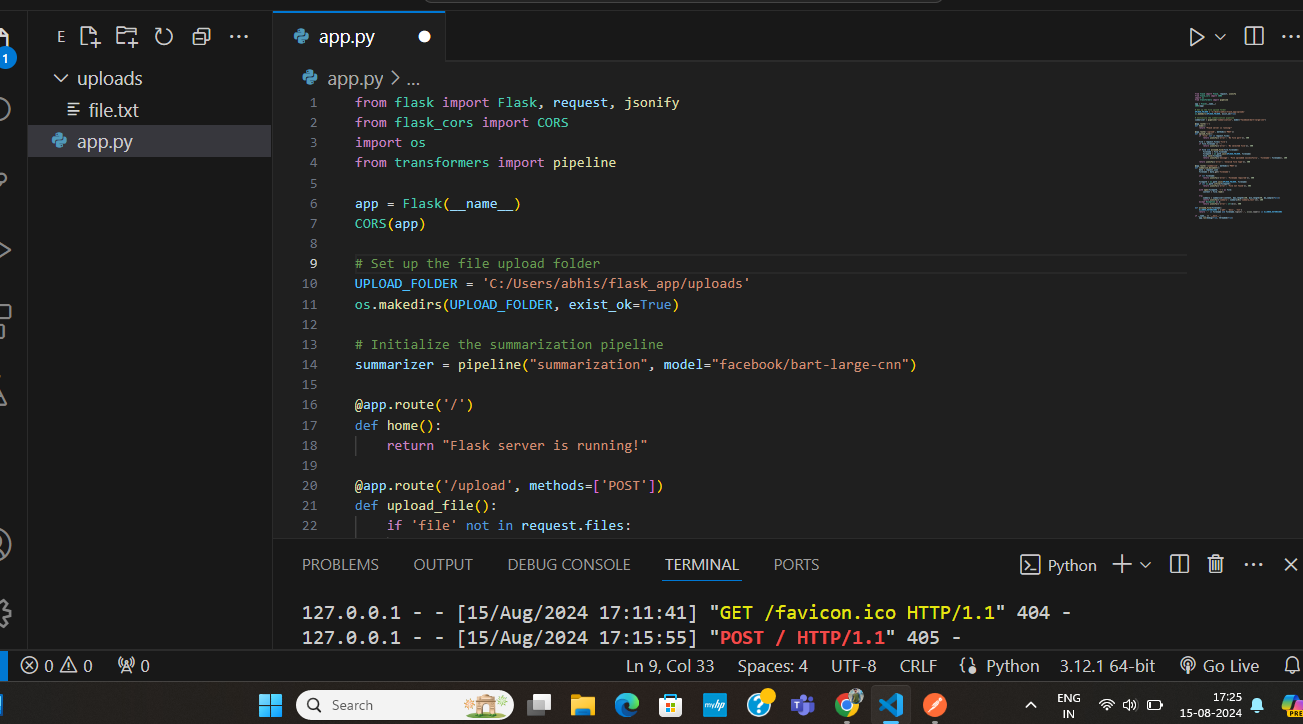 1
E
uploads
file.txt
app.py
app.py
app.py > ...
1 from flask import Flask, request, jsonify
2 from flask_cors import CORS
3 import os
4 from transformers import pipeline
5
6 app = Flask(__name__)
7 CORS(app)
8
9 # Set up the file upload folder
10 UPLOAD_FOLDER = 'C:/Users/abhis/flask_app/uploads'
11 os.makedirs(UPLOAD_FOLDER, exist_ok=True)
12
13 # Initialize the summarization pipeline
14 summarizer = pipeline("summarization", model="facebook/bart-large-cnn")
15
16 @app.route('/')
17 def home():
18     return "Flask server is running!"
19
20 @app.route('/upload', methods=['POST'])
21 def upload_file():
22     if 'file' not in request.files:
PROBLEMS OUTPUT DEBUG CONSOLE TERMINAL PORTS Python
127.0.0.1 - - [15/Aug/2024 17:11:41] "GET /favicon.ico HTTP/1.1" 404 -
127.0.0.1 - - [15/Aug/2024 17:15:55] "POST / HTTP/1.1" 405 -
0 0 0 Ln 9, Col 33 Spaces: 4 UTF-8 CRLF Python 3.12.1 64-bit Go Live
Search myhp ENG IN 17:25 15-08-2024 PRE